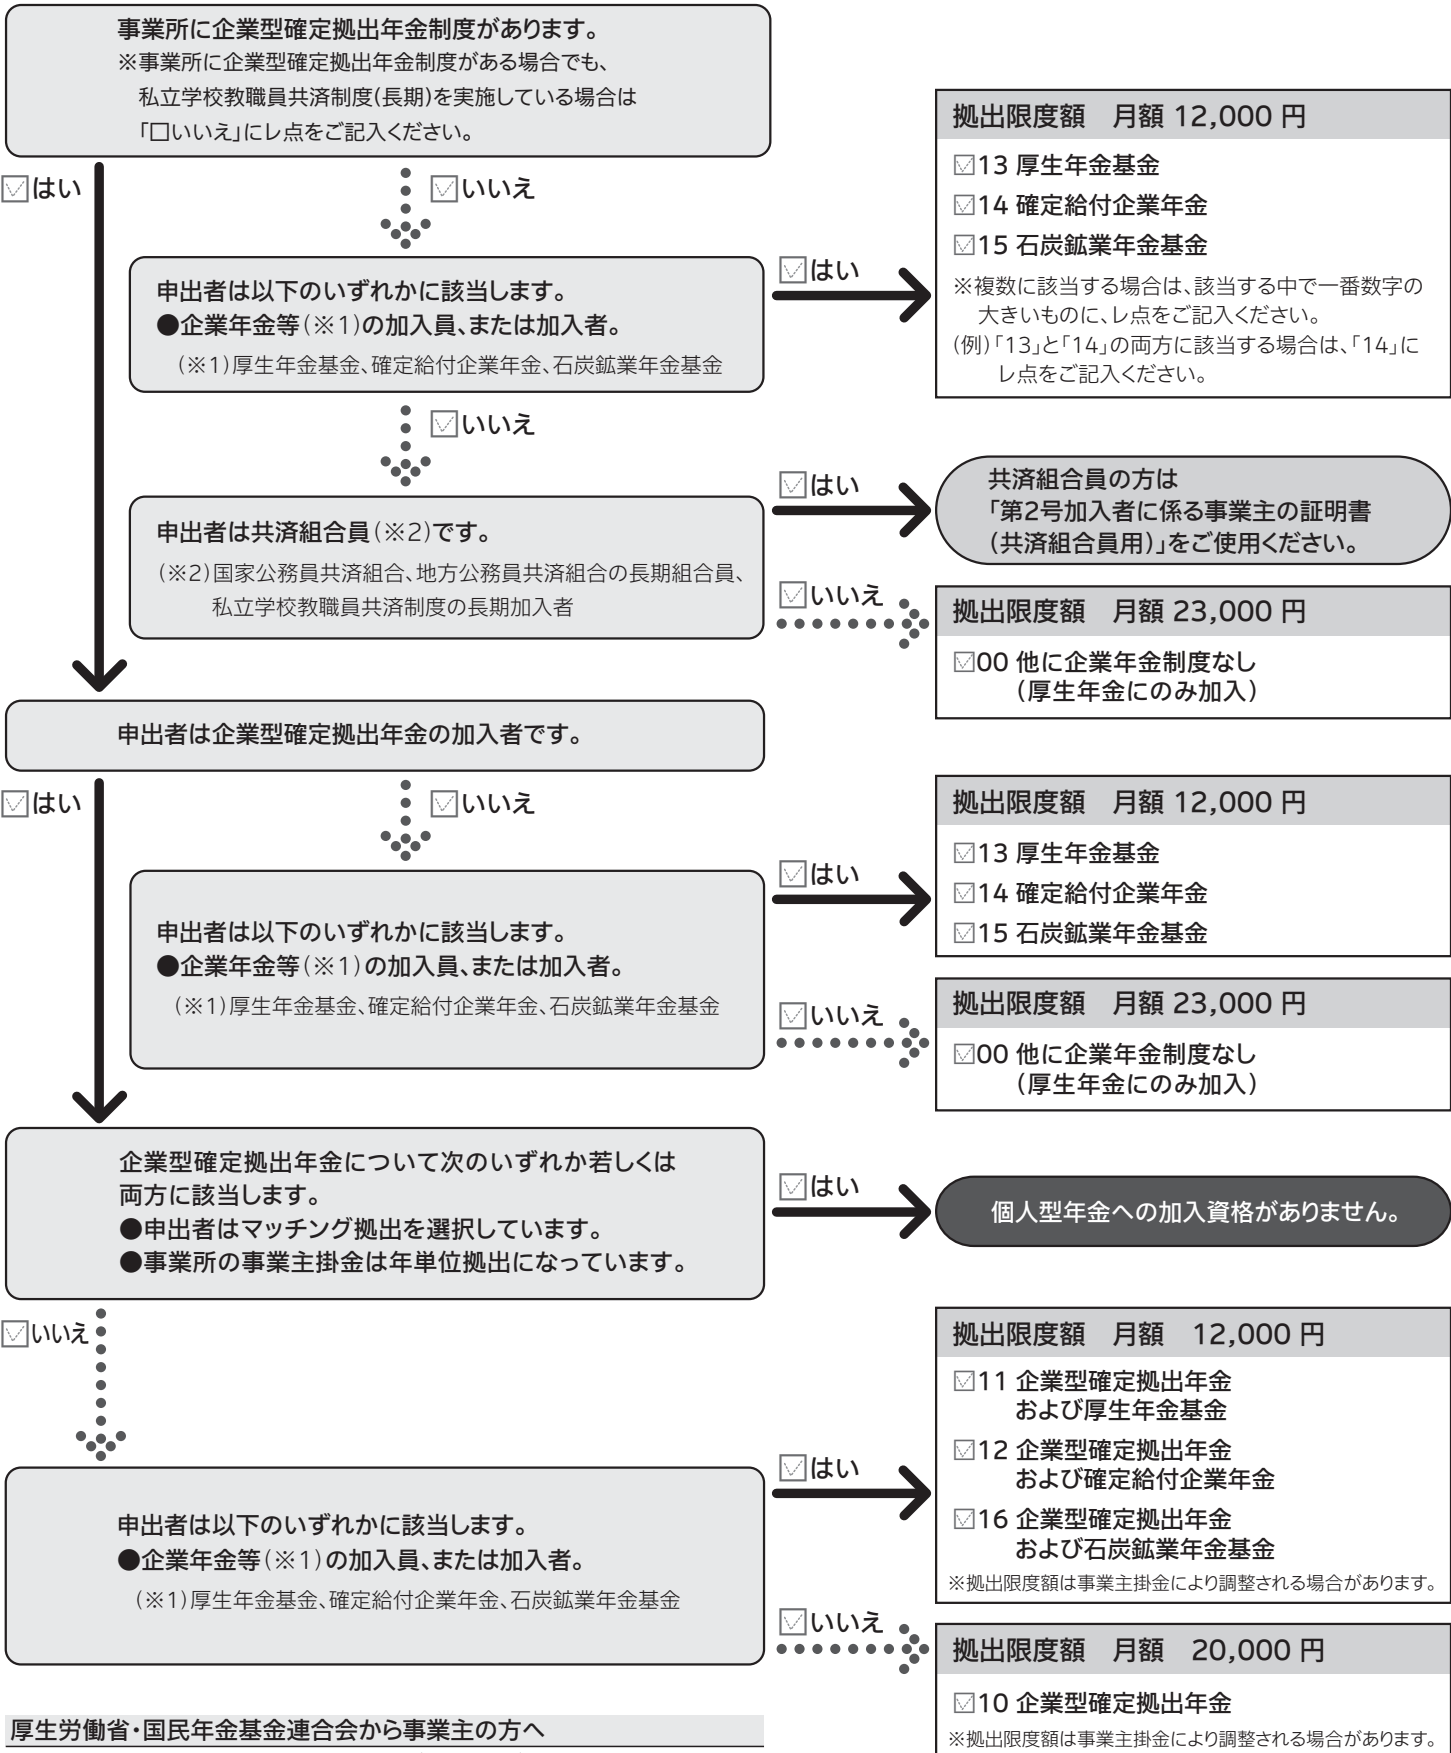 事業所に企業型確定拠出年金制度があります。
※事業所に企業型確定拠出年金制度がある場合でも、
私立学校教職員共済制度(長期)を実施している場合は
「□いいえ」にレ点をご記入ください。
☑はい
☑いいえ
申出者は以下のいずれかに該当します。
●企業年金等(※1)の加入員、または加入者。
(※1)厚生年金基金、確定給付企業年金、石炭鉱業年金基金
☑はい
拠出限度額 月額 12,000 円
☑13 厚生年金基金
☑14 確定給付企業年金
☑15 石炭鉱業年金基金
※複数に該当する場合は、該当する中で一番数字の
大きいものに、レ点をご記入ください。
(例)「13」と「14」の両方に該当する場合は、「14」に
レ点をご記入ください。
☑いいえ
申出者は共済組合員(※2)です。
(※2)国家公務員共済組合、地方公務員共済組合の長期組合員、
私立学校教職員共済制度の長期加入者
☑はい
共済組合員の方は
「第2号加入者に係る事業主の証明書
(共済組合員用)」をご使用ください。
☑いいえ
拠出限度額 月額 23,000 円
☑00 他に企業年金制度なし
(厚生年金にのみ加入)
申出者は企業型確定拠出年金の加入者です。
☑はい
☑いいえ
申出者は以下のいずれかに該当します。
●企業年金等(※1)の加入員、または加入者。
(※1)厚生年金基金、確定給付企業年金、石炭鉱業年金基金
☑はい
拠出限度額 月額 12,000 円
☑13 厚生年金基金
☑14 確定給付企業年金
☑15 石炭鉱業年金基金
☑いいえ
拠出限度額 月額 23,000 円
☑00 他に企業年金制度なし
(厚生年金にのみ加入)
企業型確定拠出年金について次のいずれか若しくは
両方に該当します。
●申出者はマッチング拠出を選択しています。
●事業所の事業主掛金は年単位拠出になっています。
☑はい
個人型年金への加入資格がありません。
☑いいえ
申出者は以下のいずれかに該当します。
●企業年金等(※1)の加入員、または加入者。
(※1)厚生年金基金、確定給付企業年金、石炭鉱業年金基金
☑はい
拠出限度額 月額 12,000 円
☑11 企業型確定拠出年金
および厚生年金基金
☑12 企業型確定拠出年金
および確定給付企業年金
☑16 企業型確定拠出年金
および石炭鉱業年金基金
※拠出限度額は事業主掛金により調整される場合があります。
☑いいえ
拠出限度額 月額 20,000 円
☑10 企業型確定拠出年金
※拠出限度額は事業主掛金により調整される場合があります。
厚生労働省・国民年金基金連合会から事業主の方へ